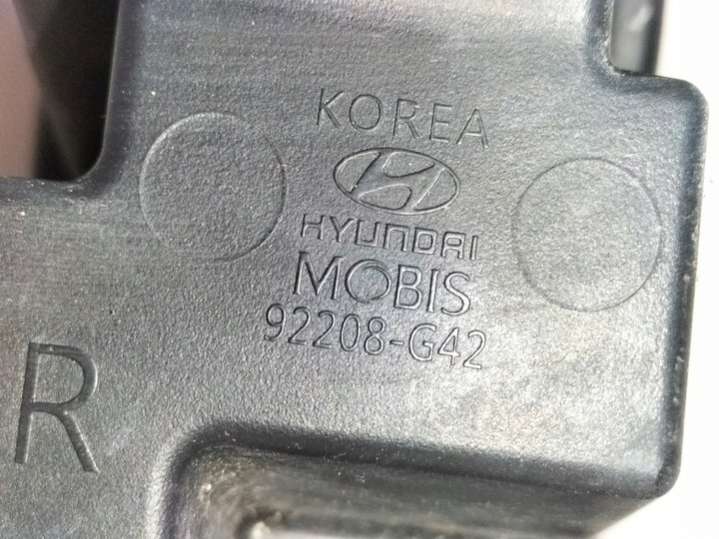 KOREA
HYUNDAI
MOBIS
92208-G42
R